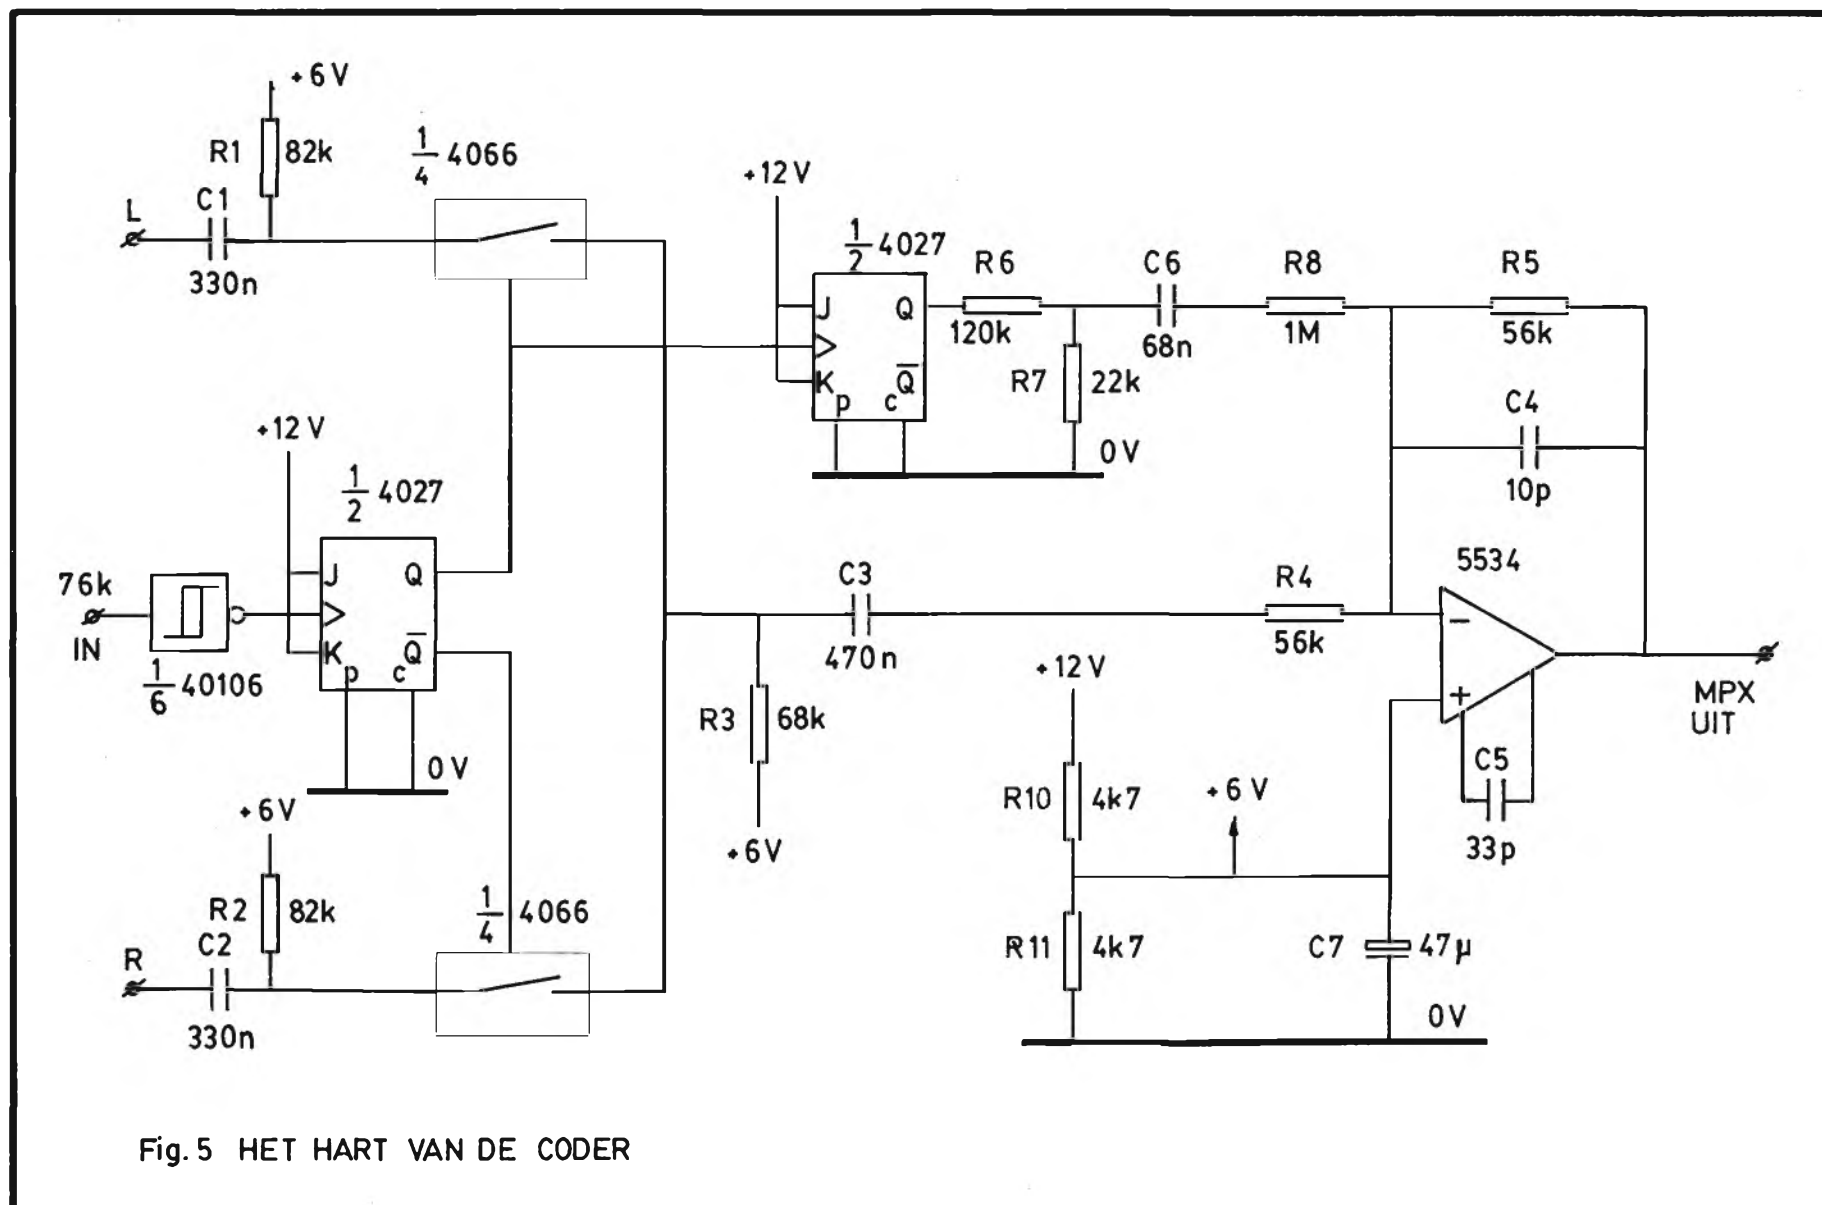 +6V
R1 82k
1/4 4066
L C1
330n
+12V
1/2 4027
J Q
K Q̅
p c
R6
120k
C6
68n
R8
1M
R5
56k
R7 22k
0V
C4
10p
+12V
1/2 4027
J Q
K Q̅
p c
0V
76k
IN
1/6 40106
C3
470n
R4
56k
5534
−
+
MPX
UIT
R3 68k
+6V
+12V
R10 4k7
+6V
C5
33p
+6V
R2 82k
R C2
330n
1/4 4066
R11 4k7
C7 47µ
0V
Fig. 5 HET HART VAN DE CODER